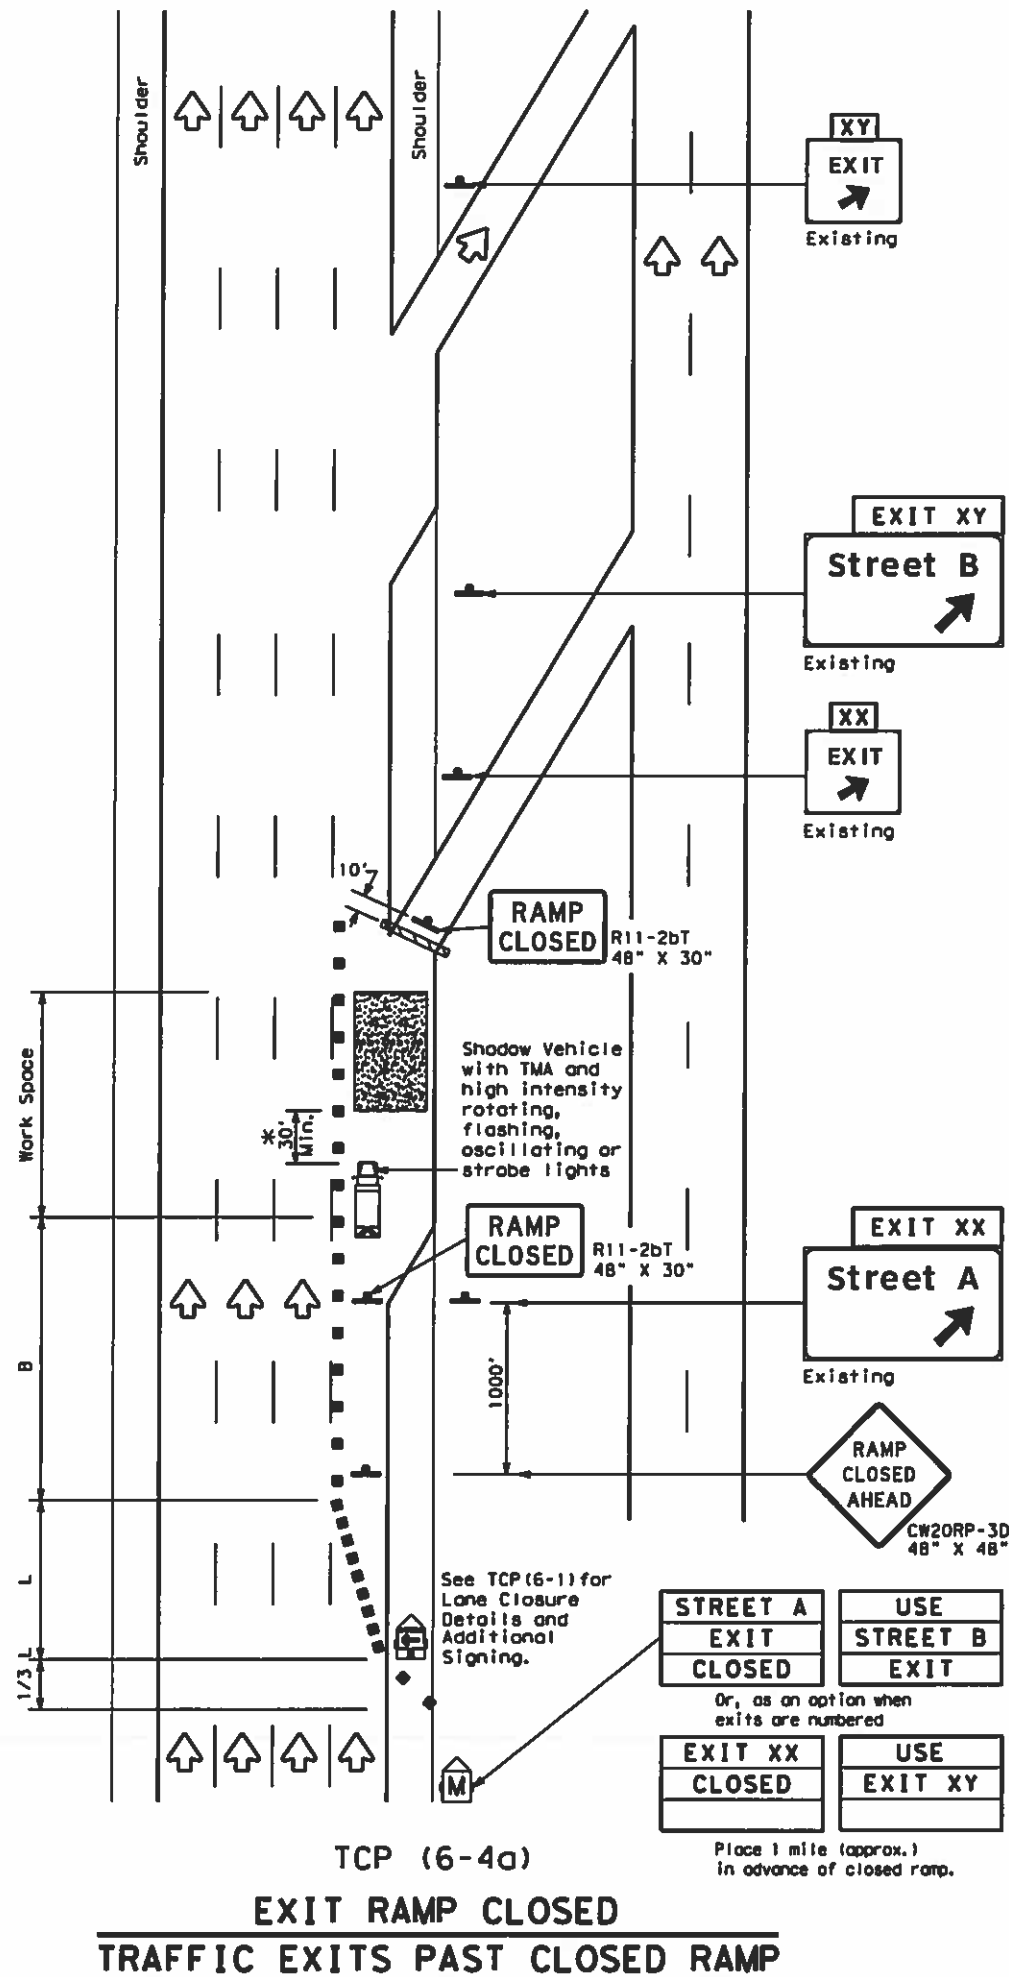 Shoulder
Shoulder
XY
EXIT
Existing
EXIT XY
Street B
Existing
XX
EXIT
Existing
10'
RAMP
CLOSED
R11-2bT
48" X 30"
Work Space
*
30'
Min.
Shadow Vehicle
with TMA and
high intensity
rotating,
flashing,
oscillating or
strobe lights
RAMP
CLOSED
R11-2bT
48" X 30"
EXIT XX
Street A
Existing
B
1000'
RAMP
CLOSED
AHEAD
CW20RP-3D
48" X 48"
L
See TCP(6-1)for
Lane Closure
Details and
Additional
Signing.
1/3 L
STREET A
EXIT
CLOSED
USE
STREET B
EXIT
Or, as an option when
exits are numbered
M
EXIT XX
CLOSED
USE
EXIT XY
Place 1 mile (approx.)
in advance of closed ramp.
TCP (6-4a)
EXIT RAMP CLOSED
TRAFFIC EXITS PAST CLOSED RAMP